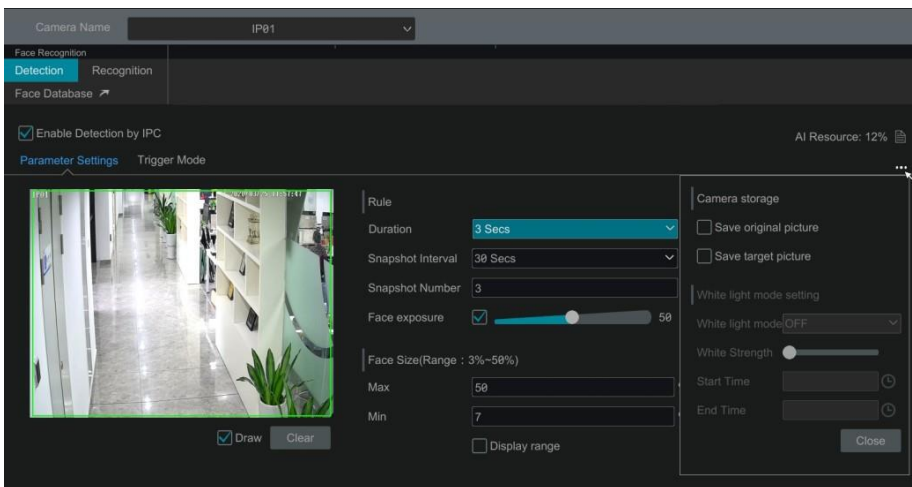 Camera Name IP01
Face Recognition
Detection Recognition
Face Database
Enable Detection by IPC
AI Resource: 12%
Parameter Settings Trigger Mode
IP01
Rule
Duration 3 Secs
Snapshot Interval 30 Secs
Snapshot Number 3
Face exposure 50
Face Size(Range : 3%~50%)
Max 50
Min 7
Display range
Draw Clear
Camera storage
Save original picture
Save target picture
White light mode setting
White light mode OFF
White Strength
Start Time
End Time
Close